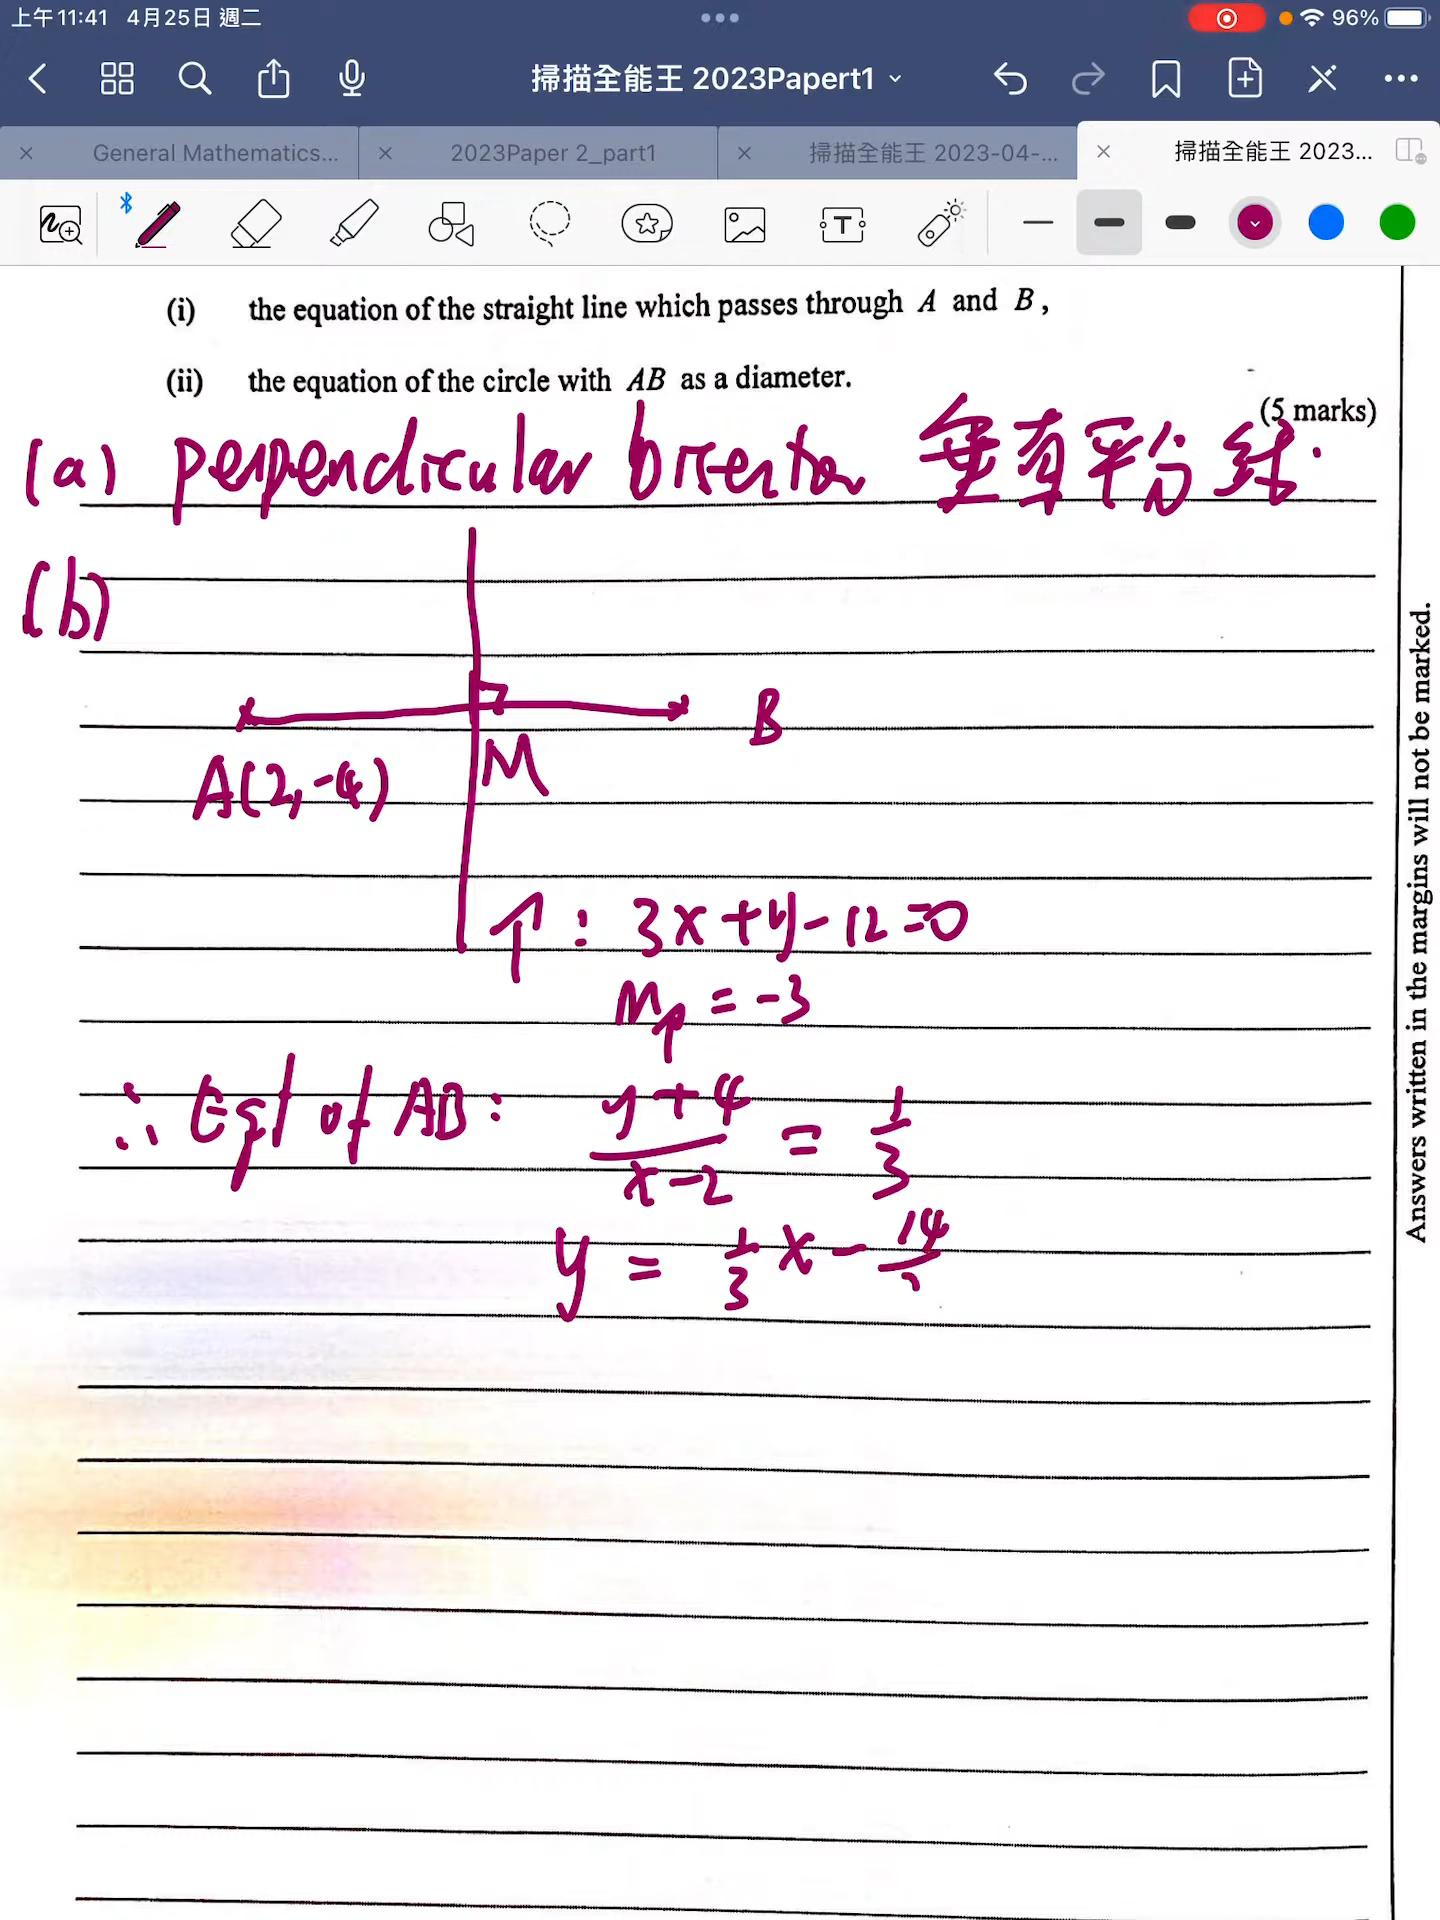 上午11:41 4月25日 週二
96%
掃描全能王 2023Papert1
General Mathematics...
2023Paper 2_part1
掃描全能王 2023-04-...
掃描全能王 2023...
(i) the equation of the straight line which passes through A and B,
(ii) the equation of the circle with AB as a diameter.
(5 marks)
(a) perpendicular bisector 垂直平分線.
(b)
B
A(2,-4)
M
P: 3x+y-12=0
Mp = -3
∴ Eqt of AB: y+4/x-2 = 1/3
y = 1/3 x - 14/
Answers written in the margins will not be marked.